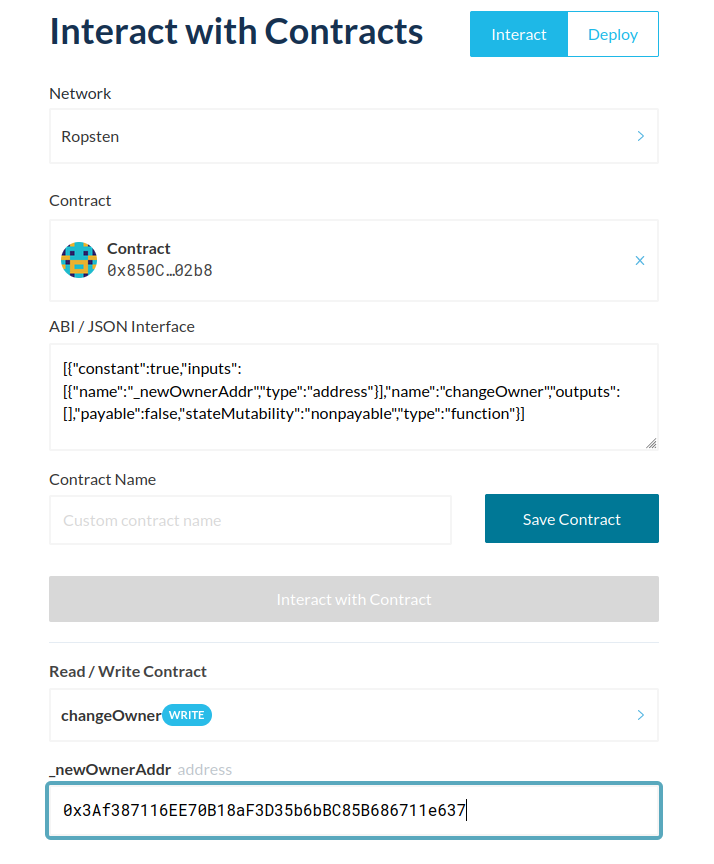 Interact with Contracts
Interact
Deploy
Network
Ropsten
Contract
Contract
0x850C…02b8
ABI / JSON Interface
[{"constant":true,"inputs":
[{"name":"_newOwnerAddr","type":"address"}],"name":"changeOwner","outputs":
[],"payable":false,"stateMutability":"nonpayable","type":"function"}]
Contract Name
Custom contract name
Save Contract
Interact with Contract
Read / Write Contract
changeOwner WRITE
_newOwnerAddr address
0x3Af387116EE70B18aF3D35b6bBC85B686711e637